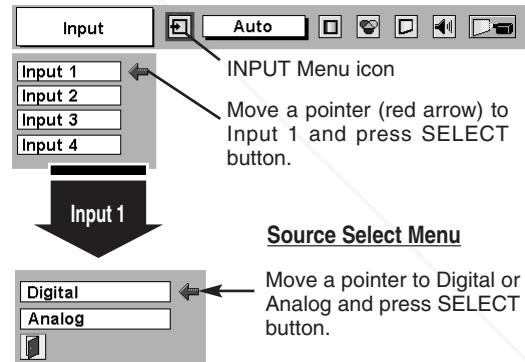 Input
Auto
INPUT Menu icon
Input 1
Input 2
Input 3
Input 4
Move a pointer (red arrow) to
Input 1 and press SELECT
button.
Input 1
Source Select Menu
Digital
Analog
Move a pointer to Digital or
Analog and press SELECT
button.